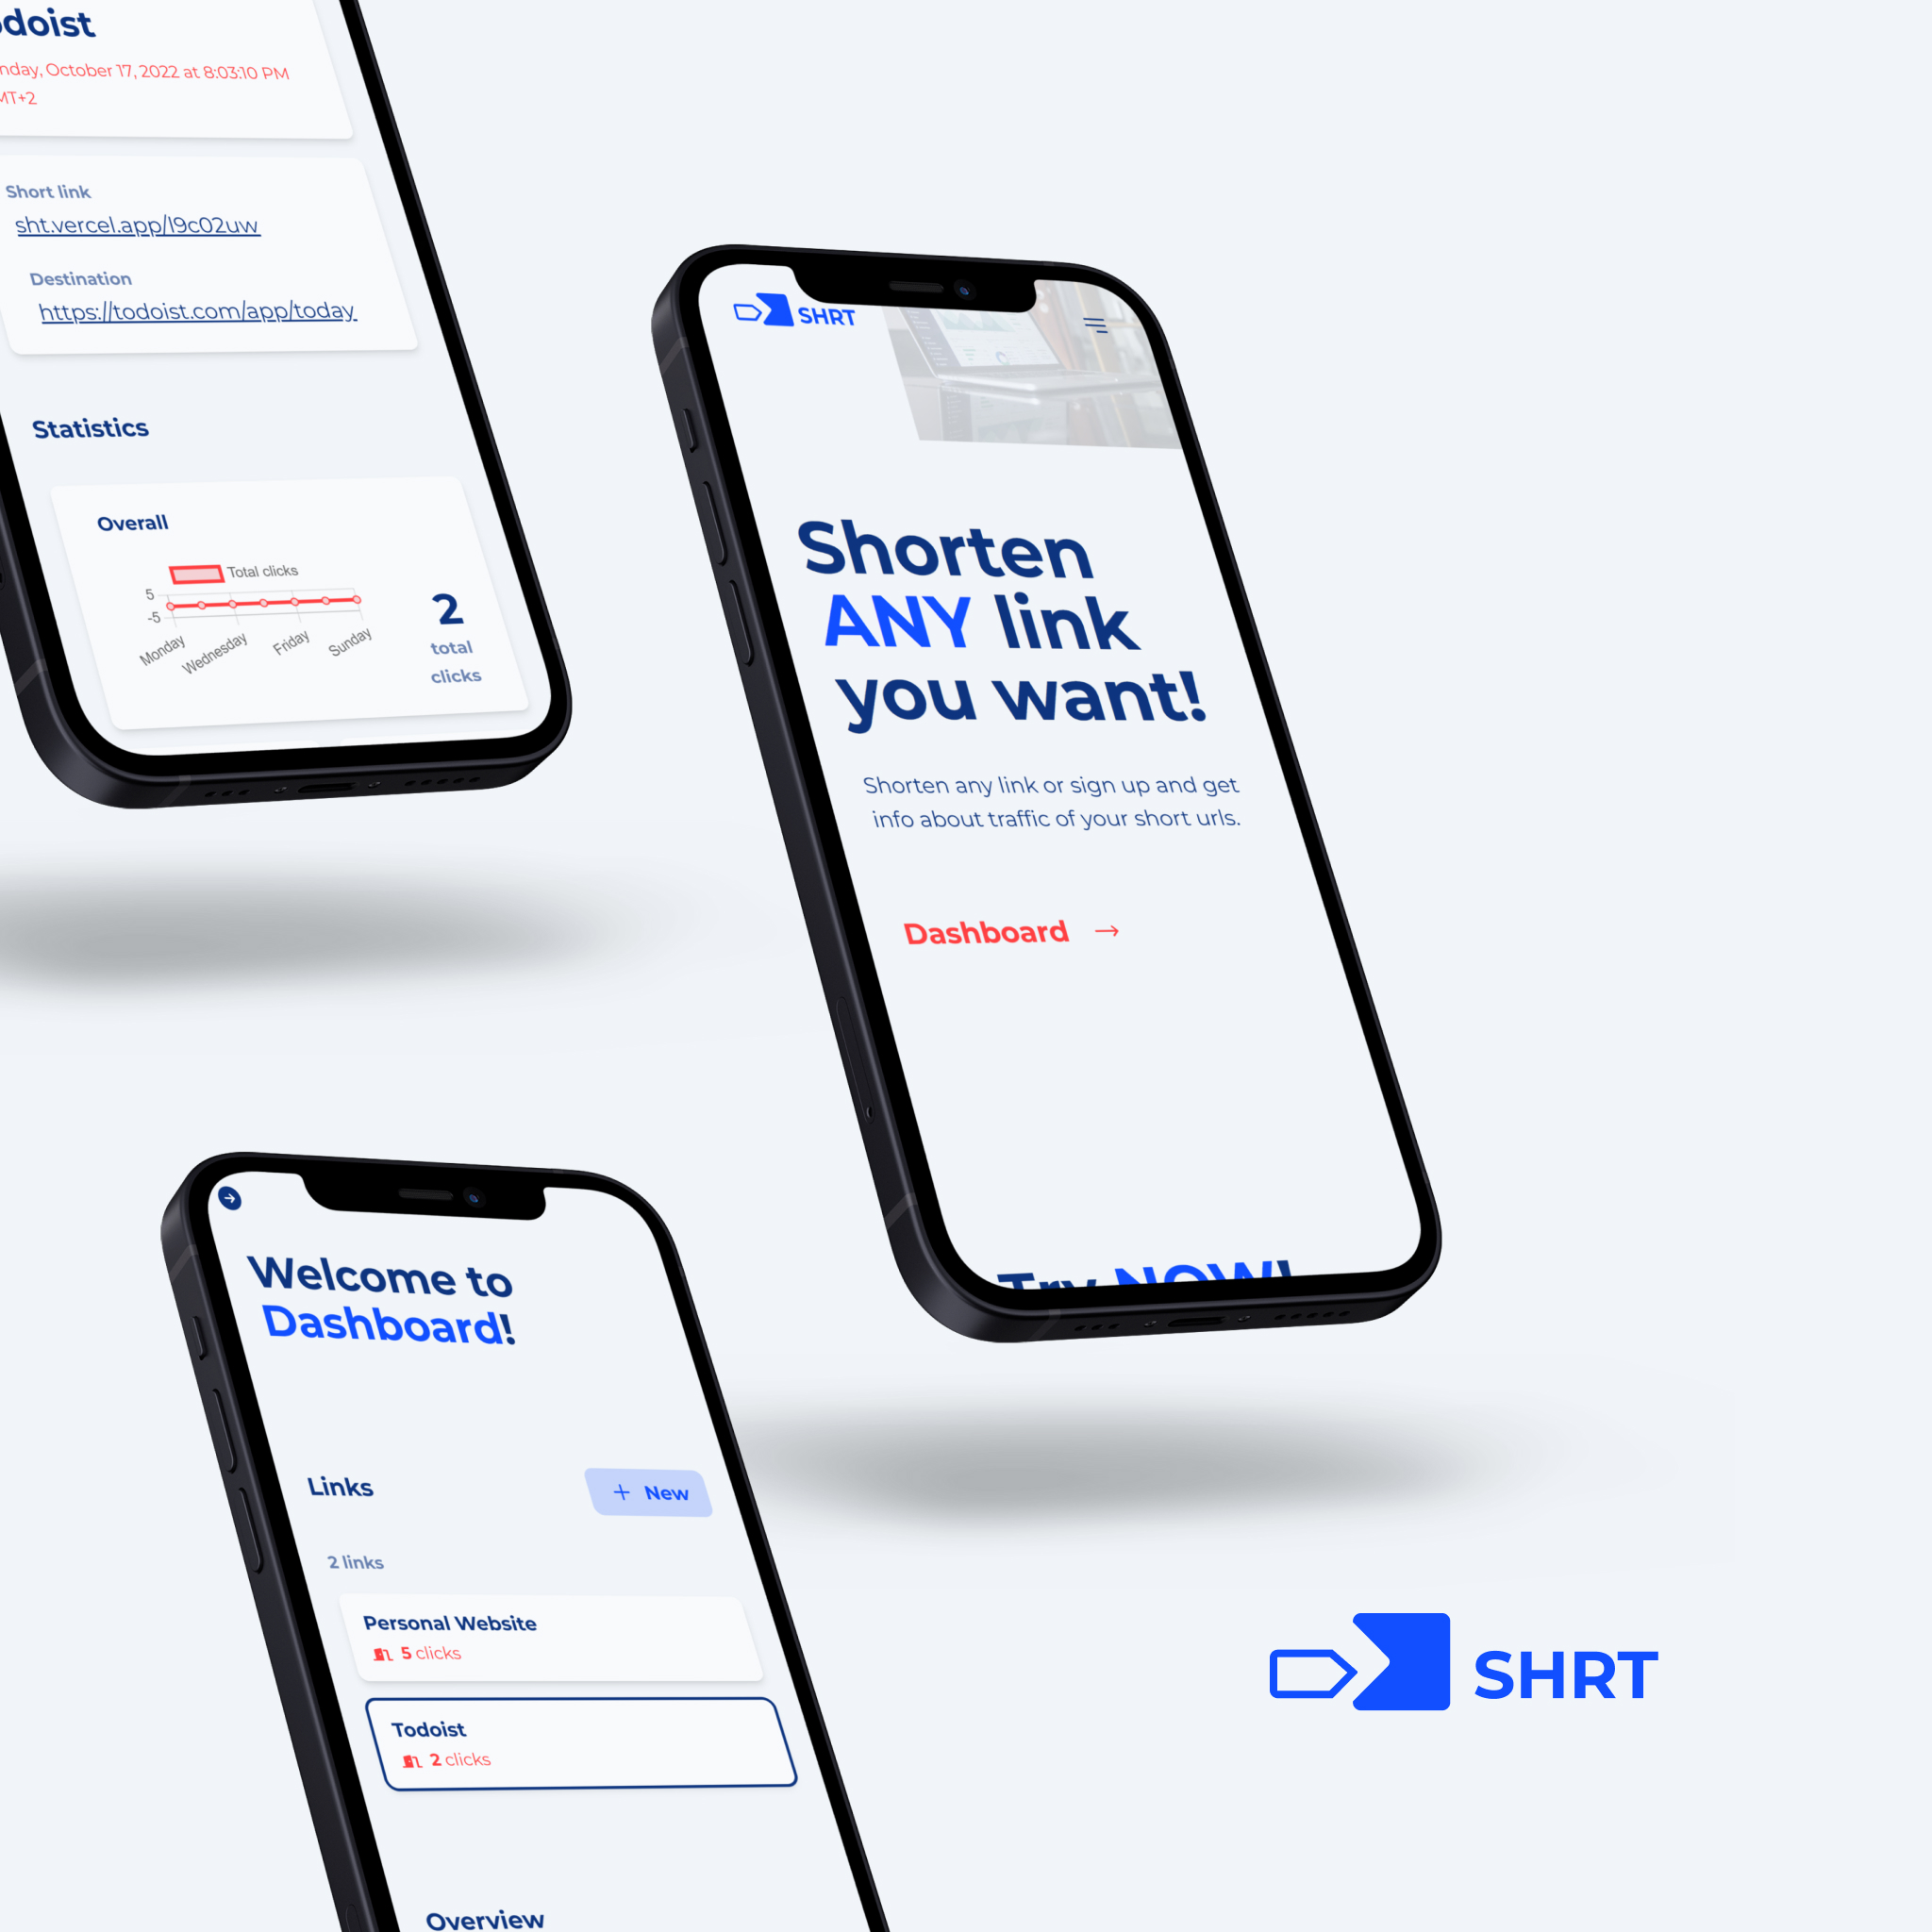 doist
nday, October 17, 2022 at 8:03:10 PM
MT+2
Short link
sht.vercel.app/l9c02uw
Destination
https://todoist.com/app/today
Statistics
Overall
Total clicks
5
-5
Monday
Wednesday
Friday
Sunday
2
total
clicks
SHRT
Shorten
ANY link
you want!
Shorten any link or sign up and get
info about traffic of your short urls.
Dashboard →
Try NOW!
Welcome to
Dashboard!
Links
+ New
2 links
Personal Website
5 clicks
Todoist
2 clicks
Overview
SHRT